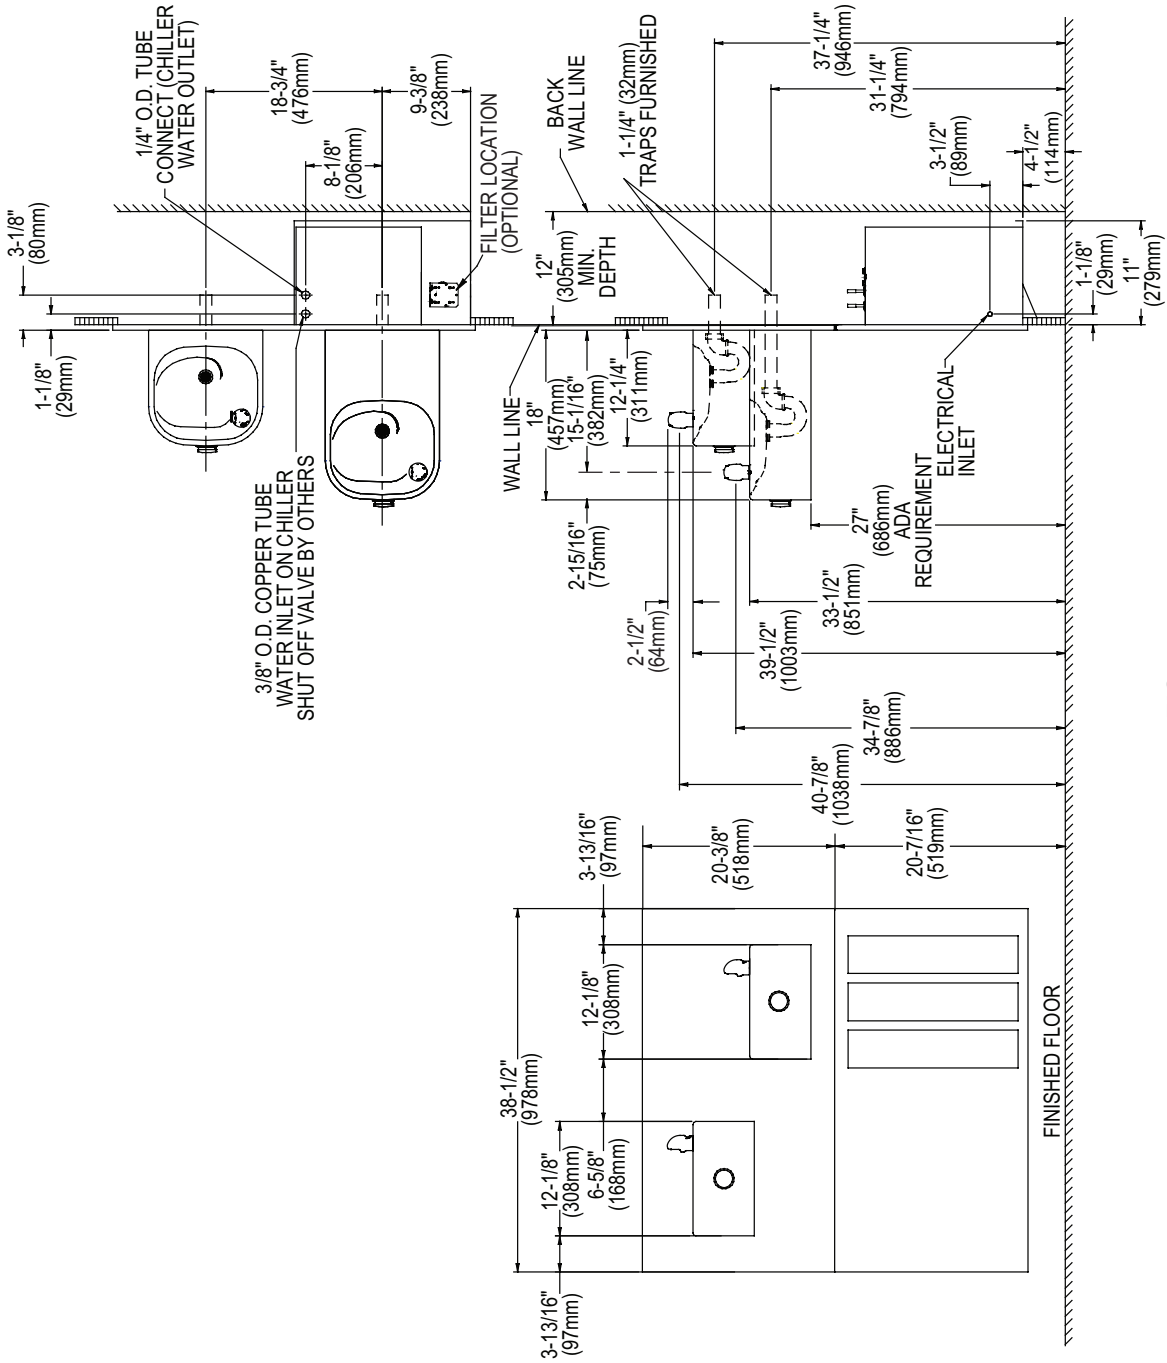 3-1/8"
(80mm)
1-1/8"
(29mm)
1/4" O.D. TUBE
CONNECT (CHILLER
WATER OUTLET)
18-3/4"
(476mm)
8-1/8"
(206mm)
9-3/8"
(238mm)
FILTER LOCATION
(OPTIONAL)
3/8" O.D. COPPER TUBE
WATER INLET ON CHILLER
SHUT OFF VALVE BY OTHERS
BACK
WALL LINE
12"
(305mm)
MIN.
DEPTH
WALL LINE
18"
(457mm)
15-1/16"
(382mm)
12-1/4"
(311mm)
2-15/16"
(75mm)
1-1/4" (32mm)
TRAPS FURNISHED
37-1/4"
(946mm)
31-1/4"
(794mm)
3-1/2"
(89mm)
4-1/2"
(114mm)
1-1/8"
(29mm)
11"
(279mm)
ELECTRICAL
INLET
27"
(686mm)
ADA
REQUIREMENT
2-1/2"
(64mm)
33-1/2"
(851mm)
39-1/2"
(1003mm)
34-7/8"
(886mm)
40-7/8"
(1038mm)
3-13/16"
(97mm)
20-3/8"
(518mm)
20-7/16"
(519mm)
38-1/2"
(978mm)
12-1/8"
(308mm)
12-1/8"
(308mm)
6-5/8"
(168mm)
3-13/16"
(97mm)
FINISHED FLOOR